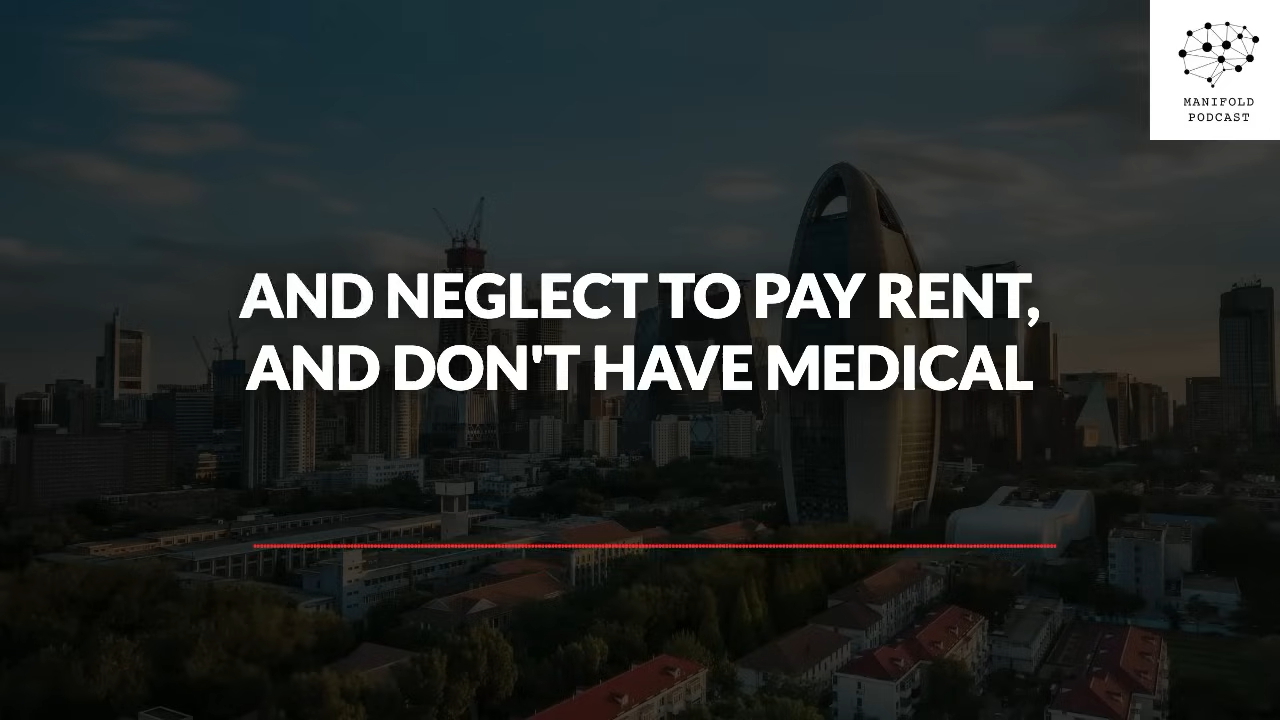 MANIFOLD
PODCAST
AND NEGLECT TO PAY RENT,
AND DON'T HAVE MEDICAL